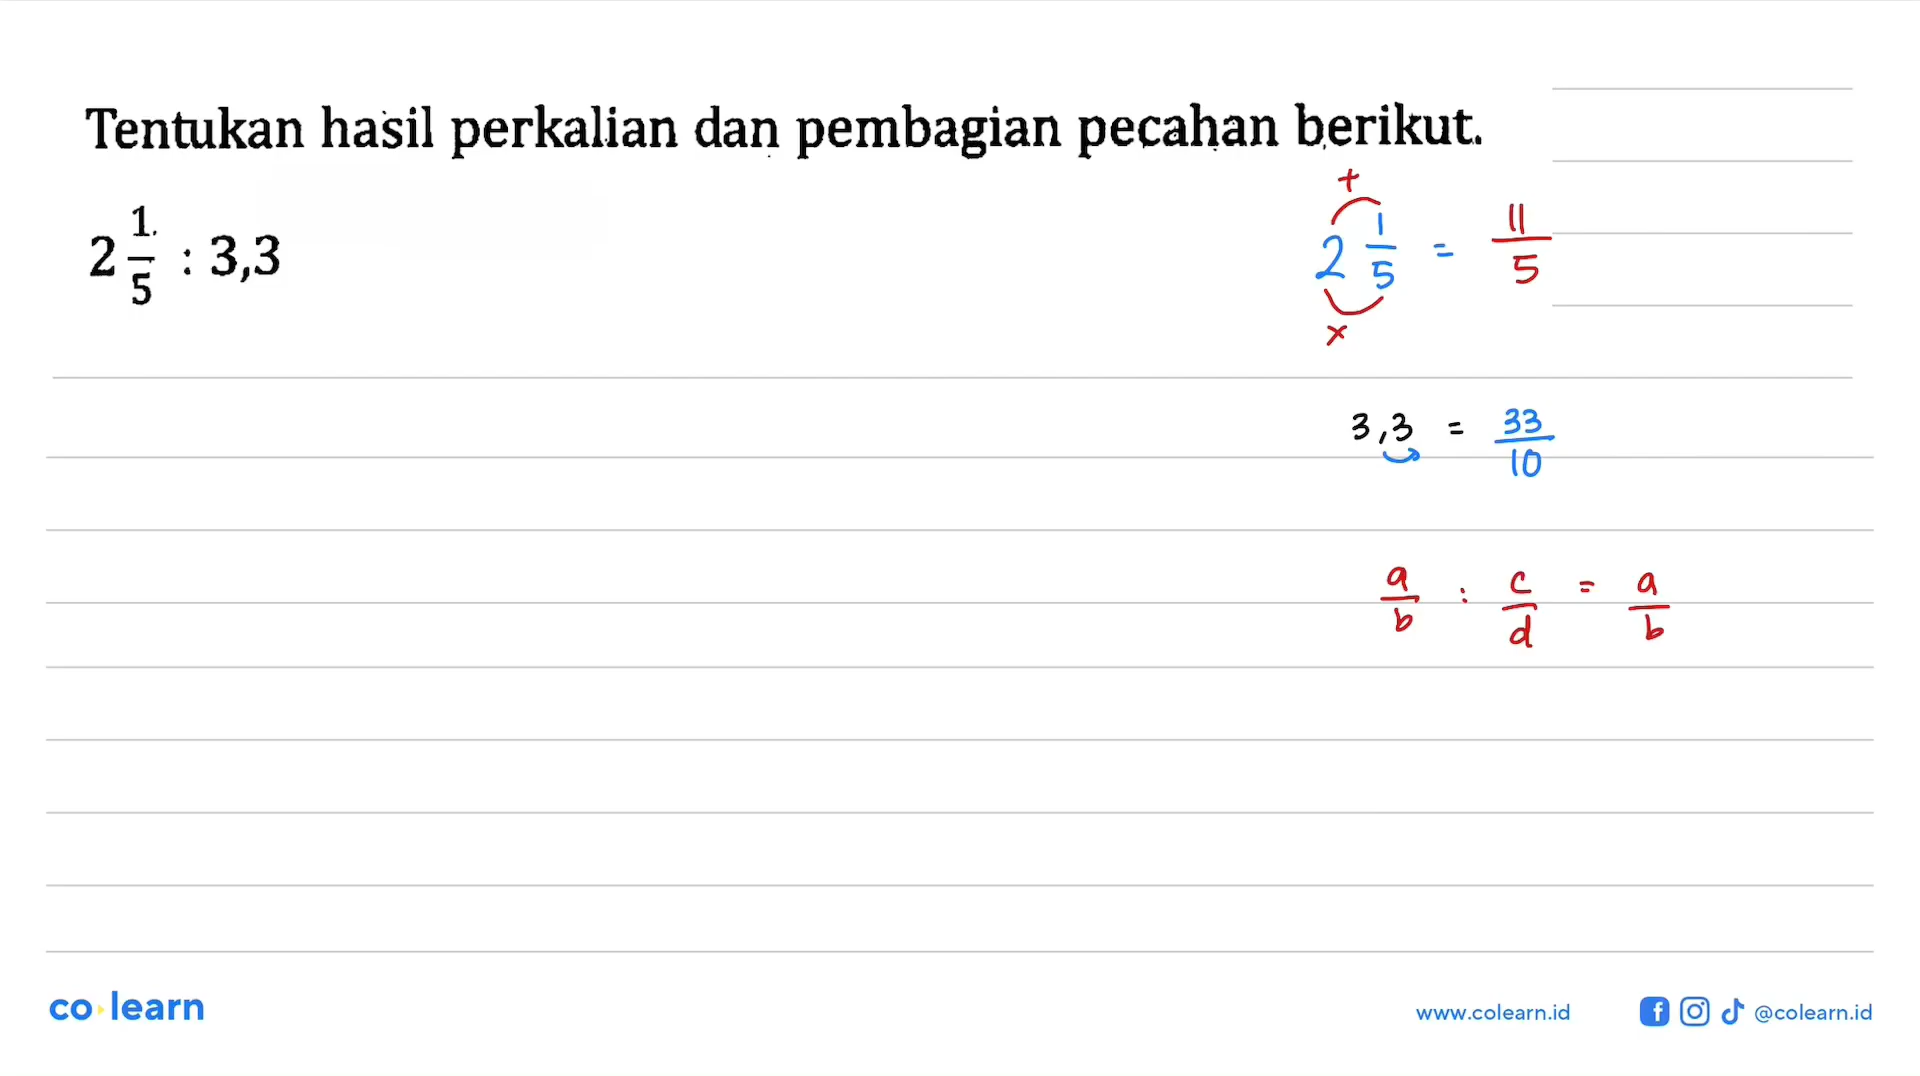 Tentukan hasil perkalian dan pembagian pecahan berikut.
2 1/5 : 3,3
+
2 1/5 = 11/5
x
3,3 = 33/10
a/b : c/d = a/b
co learn
www.colearn.id
@colearn.id